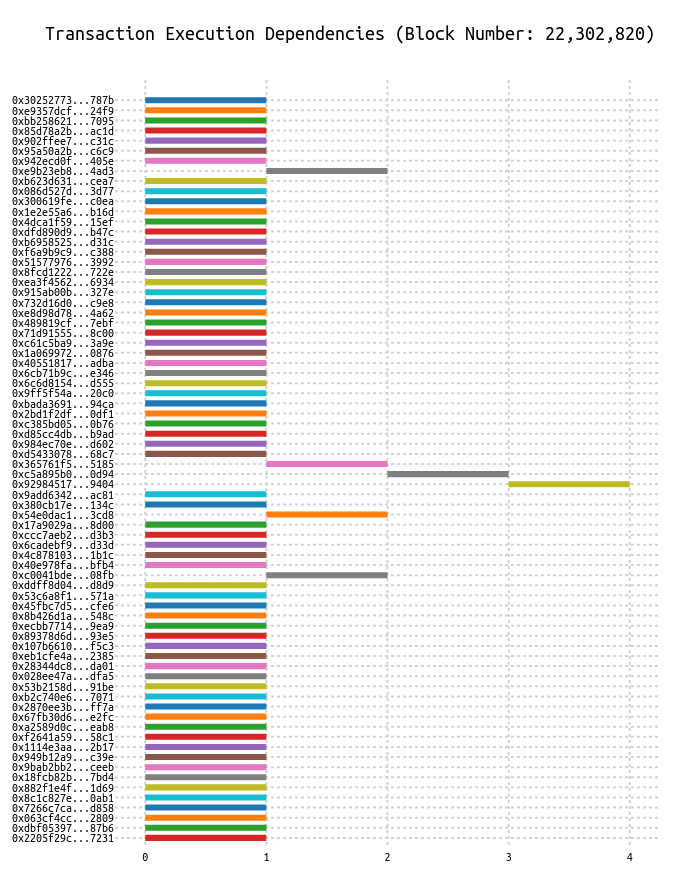 Transaction Execution Dependencies (Block Number: 22,302,820)
0x30252773...787b
0xe9357dcf...24f9
0xbb258621...7095
0x85d78a2b...ac1d
0x902ffee7...c31c
0x95a50a2b...c6c9
0x942ecd0f...405e
0xe9b23eb8...4ad3
0xb623d631...cea7
0x086d527d...3d77
0x300619fe...c0ea
0x1e2e55a6...b16d
0x4dca1f59...15ef
0xdfd890d9...b47c
0xb6958525...d31c
0xf6a9b9c9...c388
0x51577976...3992
0x8fcd1222...722e
0xea3f4562...6934
0x915ab00b...327e
0x732d16d0...c9e8
0xe8d98d78...4a62
0x489819cf...7ebf
0x71d91555...8c00
0xc61c5ba9...3a9e
0x1a069972...0876
0x40551817...adba
0x6cb71b9c...e346
0x6c6d8154...d555
0x9ff5f54a...20c0
0xbada3691...94ca
0x2bd1f2df...0df1
0xc385bd05...0b76
0xd85cc4db...b9ad
0x984ec70e...d602
0xd5433078...68c7
0x365761f5...5185
0xc5a895b0...0d94
0x92984517...9404
0x9add6342...ac81
0x380cb17e...134c
0x54e0dac1...3cd8
0x17a9029a...8d00
0xccc7aeb2...d3b3
0x6cadebf9...d33d
0x4c878103...1b1c
0x40e978fa...bfb4
0xc0041bde...08fb
0xddff8d04...d8d9
0x53c6a8f1...571a
0x45fbc7d5...cfe6
0x8b426d1a...548c
0xecbb7714...9ea9
0x89378d6d...93e5
0x107b6610...f5c3
0xeb1cfe4a...2385
0x28344dc8...da01
0x028ee47a...dfa5
0x53b2158d...91be
0xb2c740e6...7071
0x2870ee3b...ff7a
0x67fb30d6...e2fc
0xa2589d0c...eab8
0xf2641a59...58c1
0x1114e3aa...2b17
0x949b12a9...c39e
0x9bab2bb2...ceeb
0x18fcb82b...7bd4
0x882f1e4f...1d69
0x8c1c827e...0ab1
0x7266c7ca...d858
0x063cf4cc...2809
0xdbf05397...87b6
0x2205f29c...7231
0 1 2 3 4